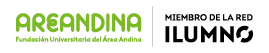 AREANDINA
Fundación Universitaria del Área Andina
MIEMBRO DE LA RED
ILUMNO